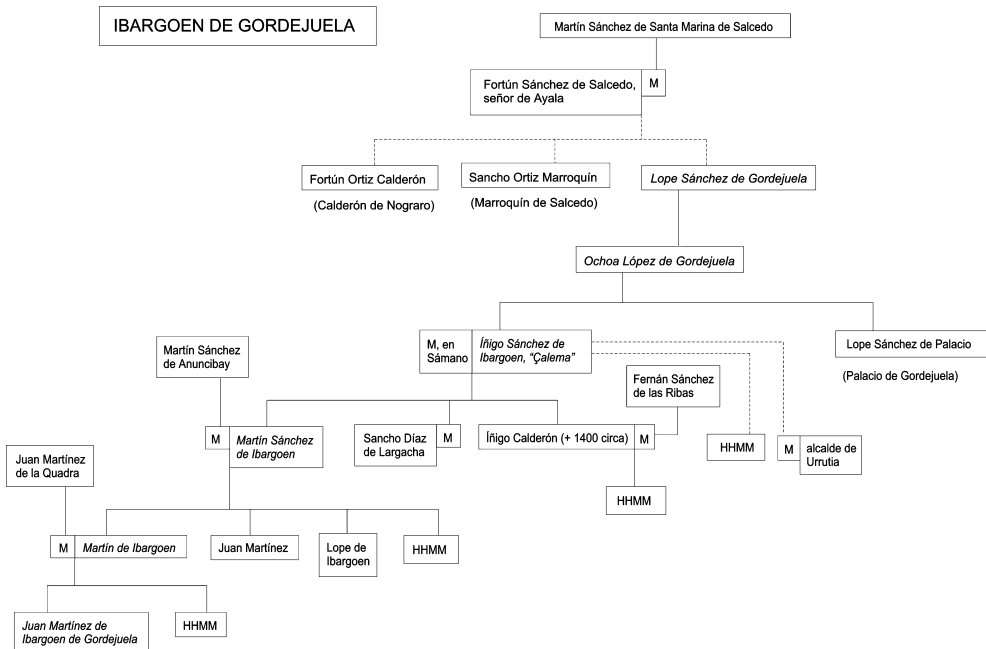 IBARGOEN DE GORDEJUELA
Martín Sánchez de Santa Marina de Salcedo
Fortún Sánchez de Salcedo,
señor de Ayala
M
Fortún Ortiz Calderón
(Calderón de Nograro)
Sancho Ortiz Marroquín
(Marroquín de Salcedo)
Lope Sánchez de Gordejuela
Ochoa López de Gordejuela
M, en
Sámano
Íñigo Sánchez de
Ibargoen, “Çalema”
Lope Sánchez de Palacio
(Palacio de Gordejuela)
Martín Sánchez
de Anuncibay
Fernán Sánchez
de las Ribas
M
Martín Sánchez
de Ibargoen
Sancho Díaz
de Largacha
M
Íñigo Calderón (+ 1400 circa)
M
HHMM
M
alcalde de
Urrutia
Juan Martínez
de la Quadra
HHMM
M
Martín de Ibargoen
Juan Martínez
Lope de
Ibargoen
HHMM
Juan Martínez de
Ibargoen de Gordejuela
HHMM